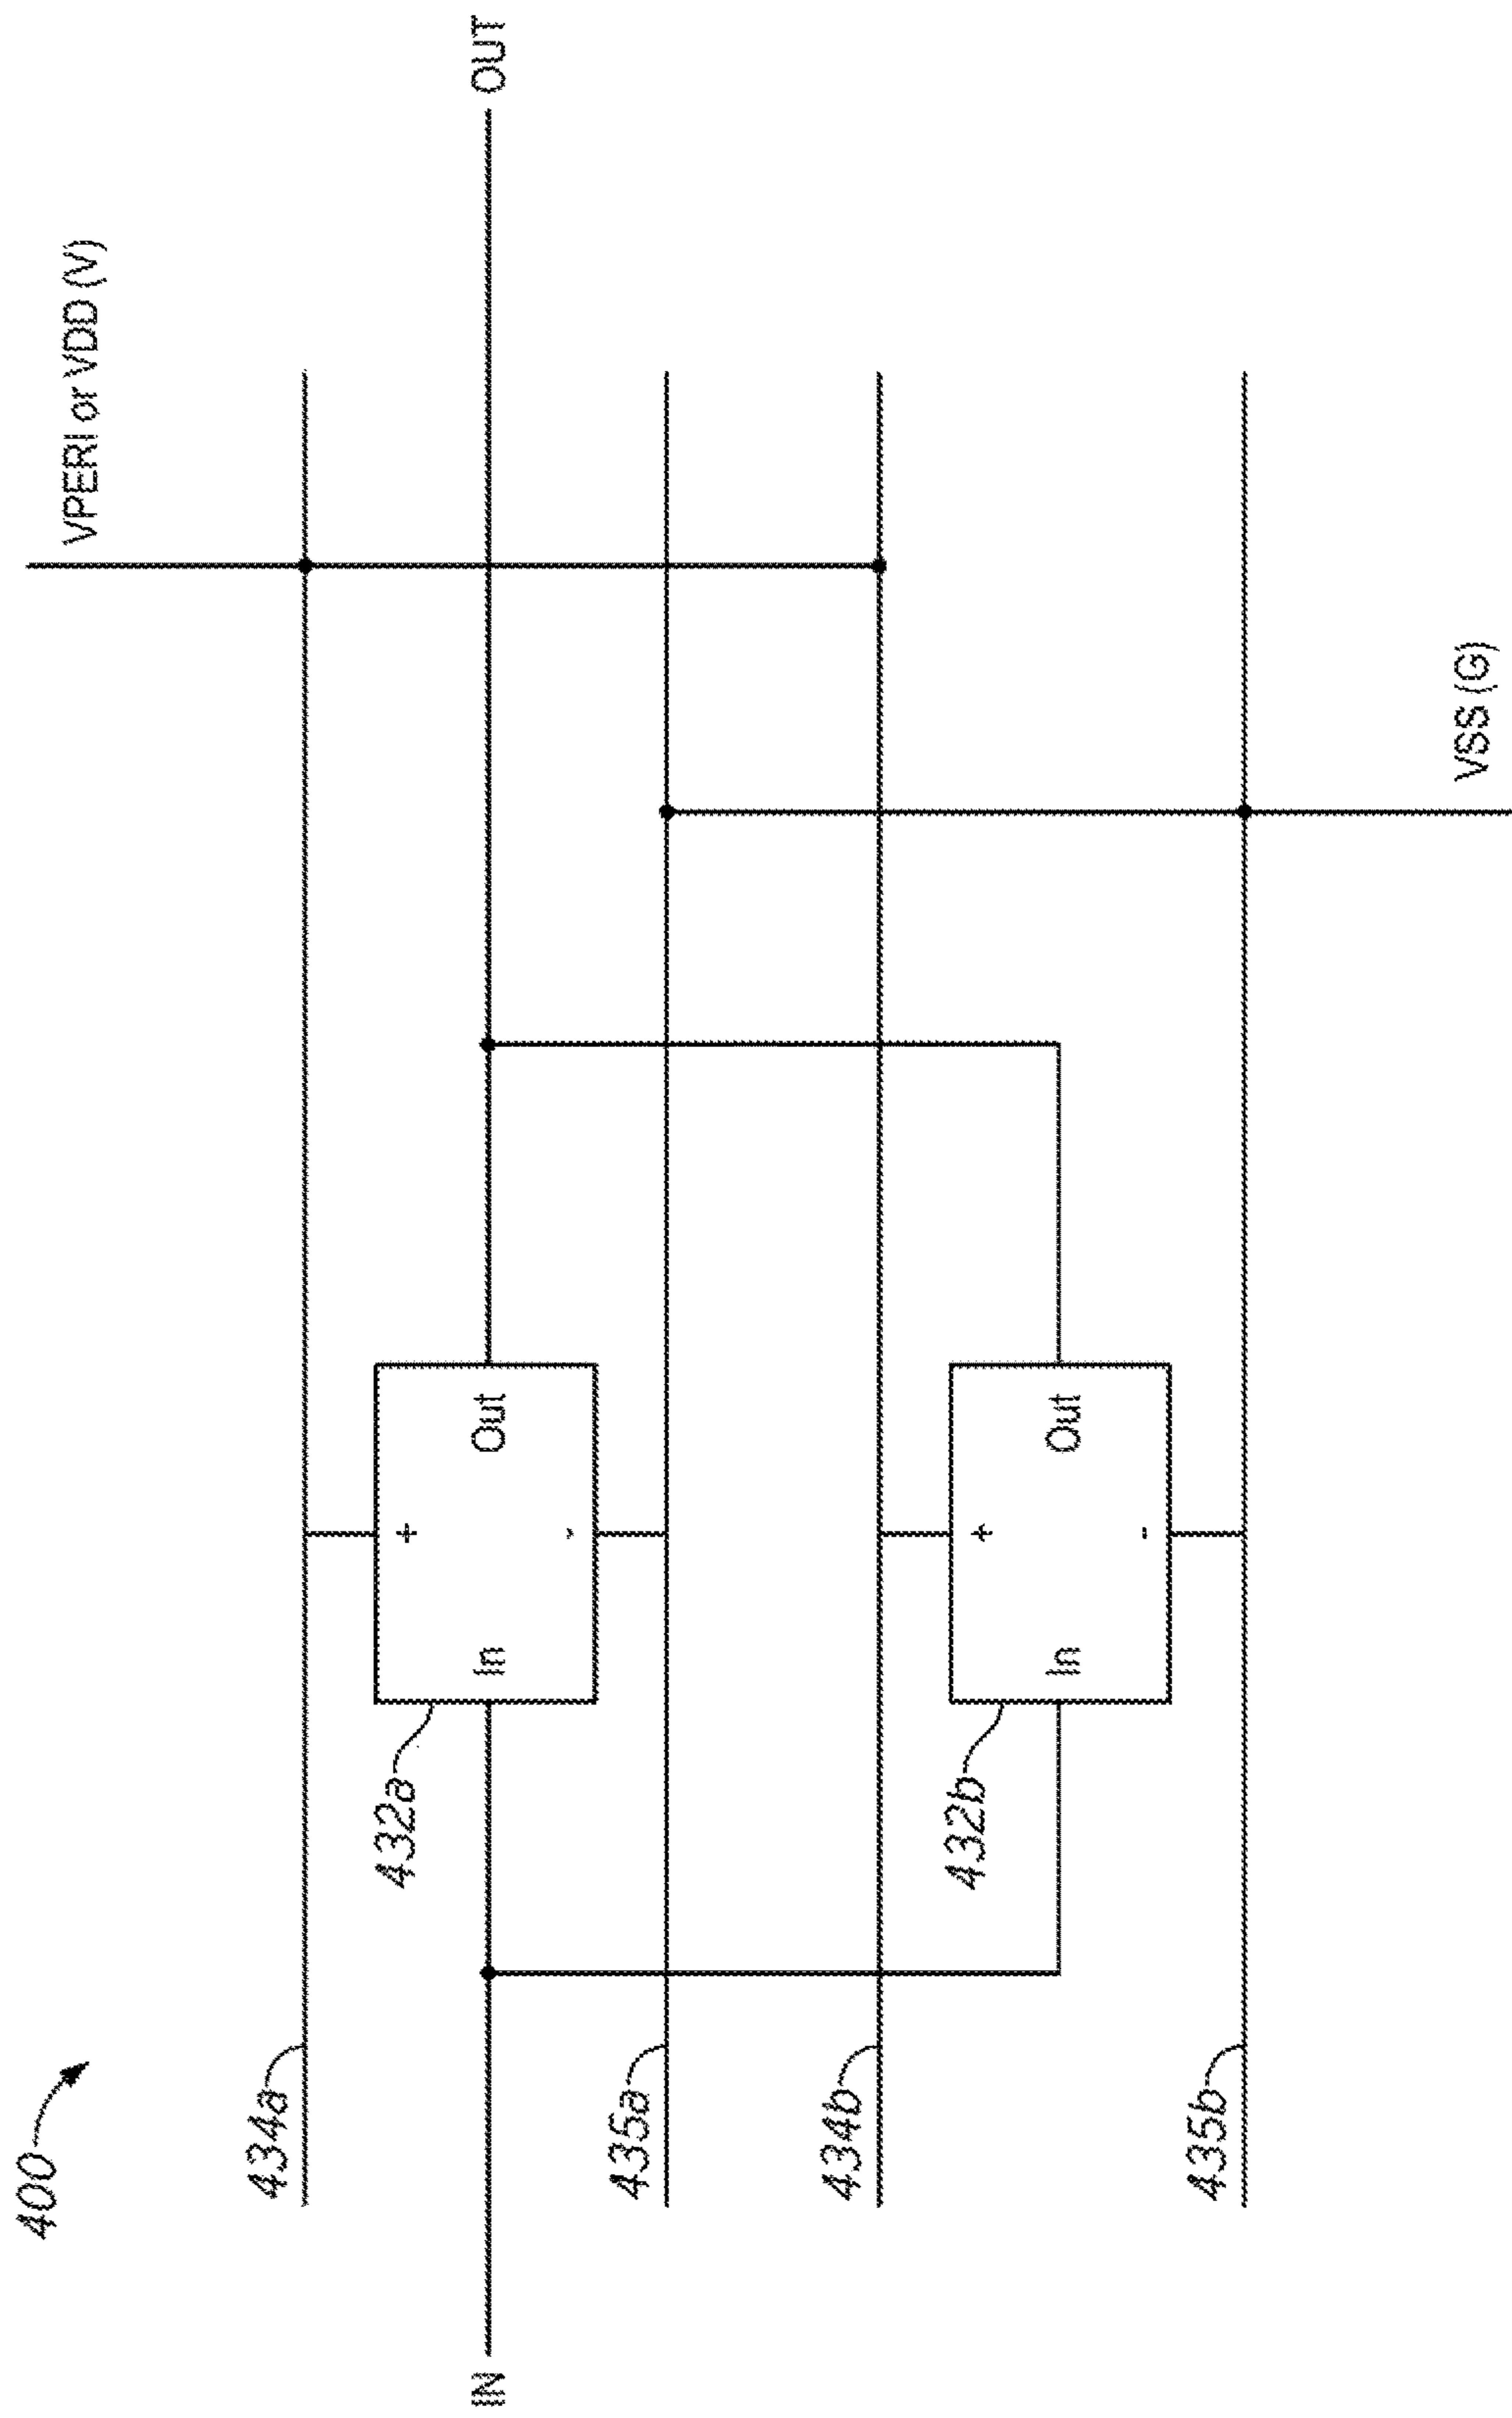 400
VPERI or VDD (V)
434a
IN
432a
In
+
-
Out
OUT
435a
434b
432b
In
+
-
Out
435b
VSS (G)